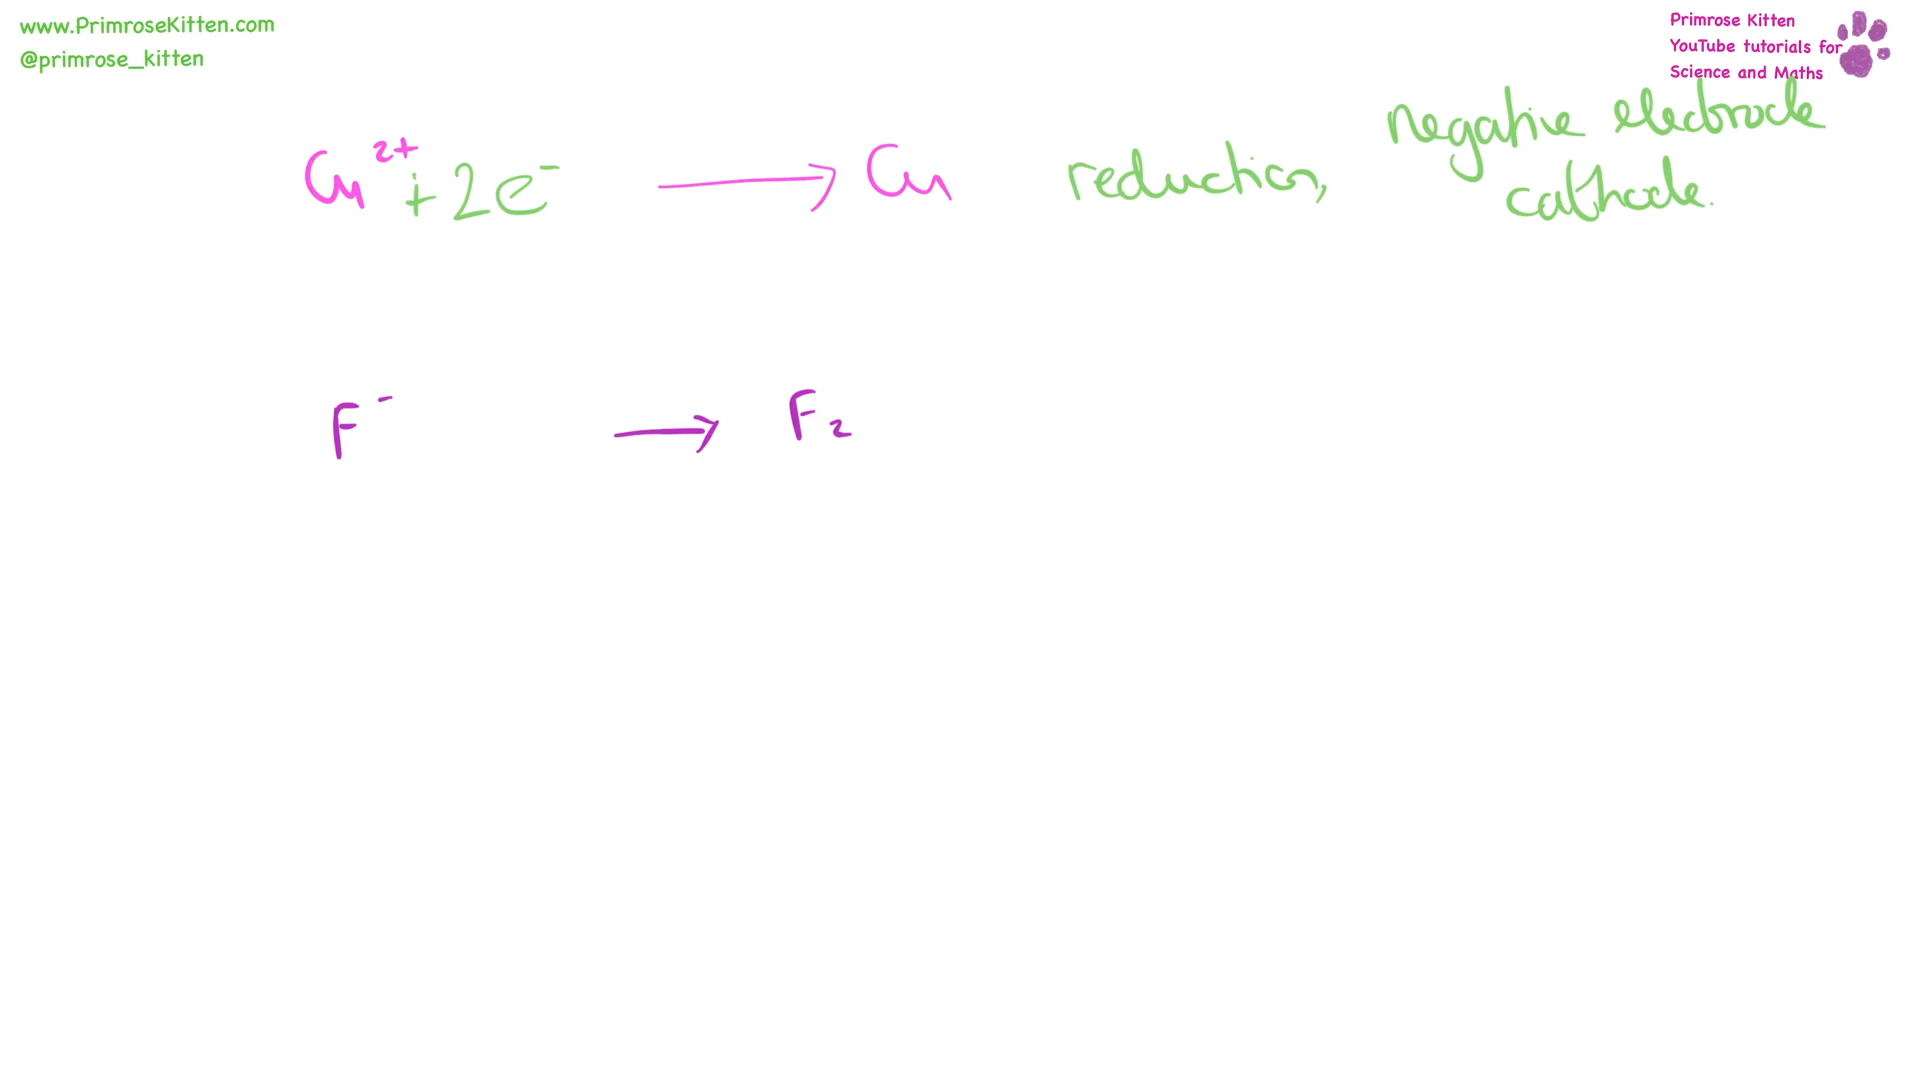 www.PrimroseKitten.com
@primrose_kitten
Primrose Kitten
YouTube tutorials for
Science and Maths
Cu²⁺ + 2e⁻ → Cu reduction, negative electrode
cathode.
F⁻ → F₂